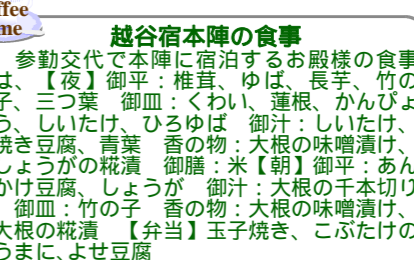 ffee
me
越谷宿本陣の食事
参勤交代で本陣に宿泊するお殿様の食事
は、【夜】御平：椎茸、ゆば、長芋、竹の
子、三つ葉　御皿：くわい、蓮根、かんぴょ
う、しいたけ、ひろゆば　御汁：しいたけ、
焼き豆腐、青葉　香の物：大根の味噌漬け、
しょうがの糀漬　御膳：米【朝】御平：あん
かけ豆腐、しょうが　御汁：大根の千本切り
御皿：竹の子　香の物：大根の味噌漬け、
大根の糀漬　【弁当】玉子焼き、こぶたけの
うまに、よせ豆腐